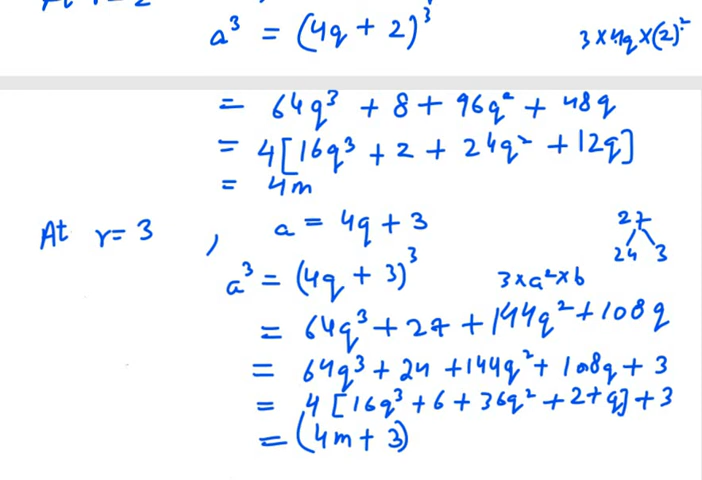 a³ = (4q + 2)³ 3×4q×(2)²
= 64q³ + 8 + 96q² + 48q
= 4[16q³ + 2 + 24q² + 12q]
= 4m
At r=3 , a = 4q + 3 27
24 3
a³ = (4q + 3)³ 3×a²×b
= 64q³ + 27 + 144q² + 108q
= 64q³ + 24 + 144q² + 108q + 3
= 4[16q³ + 6 + 36q² + 27q] + 3
= (4m + 3)